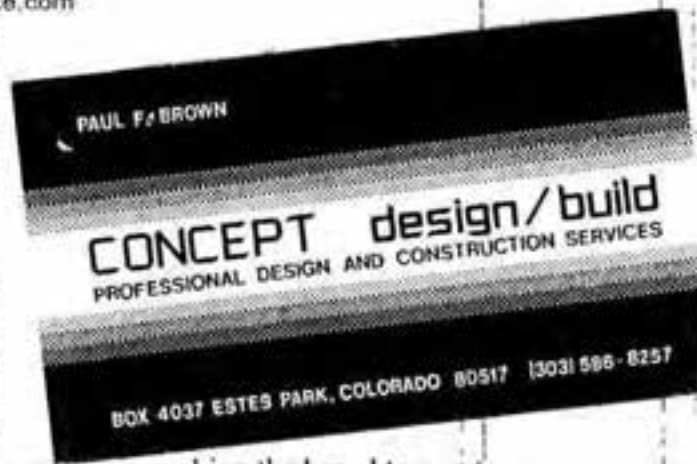 PAUL F. BROWN
CONCEPT design/build
PROFESSIONAL DESIGN AND CONSTRUCTION SERVICES
BOX 4037 ESTES PARK, COLORADO 80517 (303) 586-8257